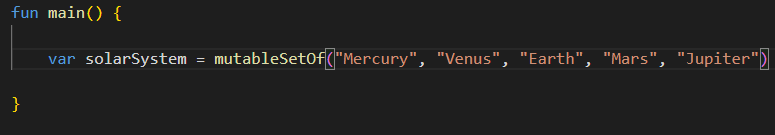 fun main() {
    var solarSystem = mutableSetOf("Mercury", "Venus", "Earth", "Mars", "Jupiter")
}